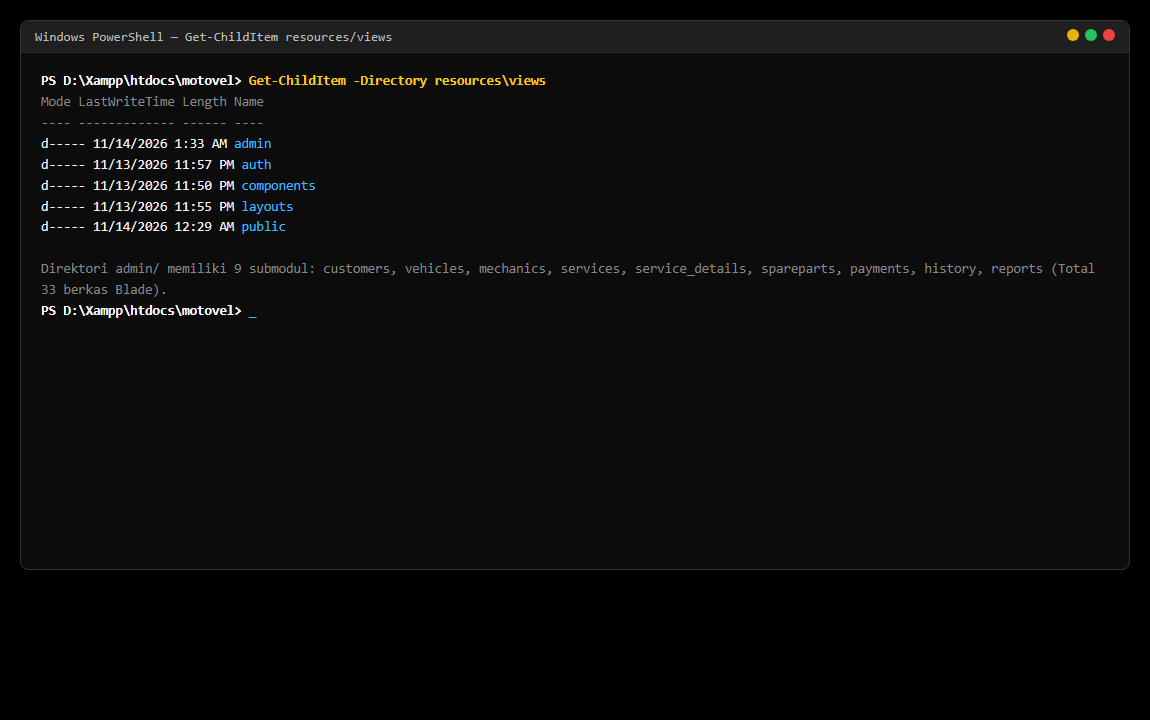 Windows PowerShell — Get-ChildItem resources/views
PS D:\Xampp\htdocs\motovel> Get-ChildItem -Directory resources\views
Mode LastWriteTime Length Name
---- ------------- ------ ----
d----- 11/14/2026 1:33 AM admin
d----- 11/13/2026 11:57 PM auth
d----- 11/13/2026 11:50 PM components
d----- 11/13/2026 11:55 PM layouts
d----- 11/14/2026 12:29 AM public
Direktori admin/ memiliki 9 submodul: customers, vehicles, mechanics, services, service_details, spareparts, payments, history, reports (Total
33 berkas Blade).
PS D:\Xampp\htdocs\motovel> _